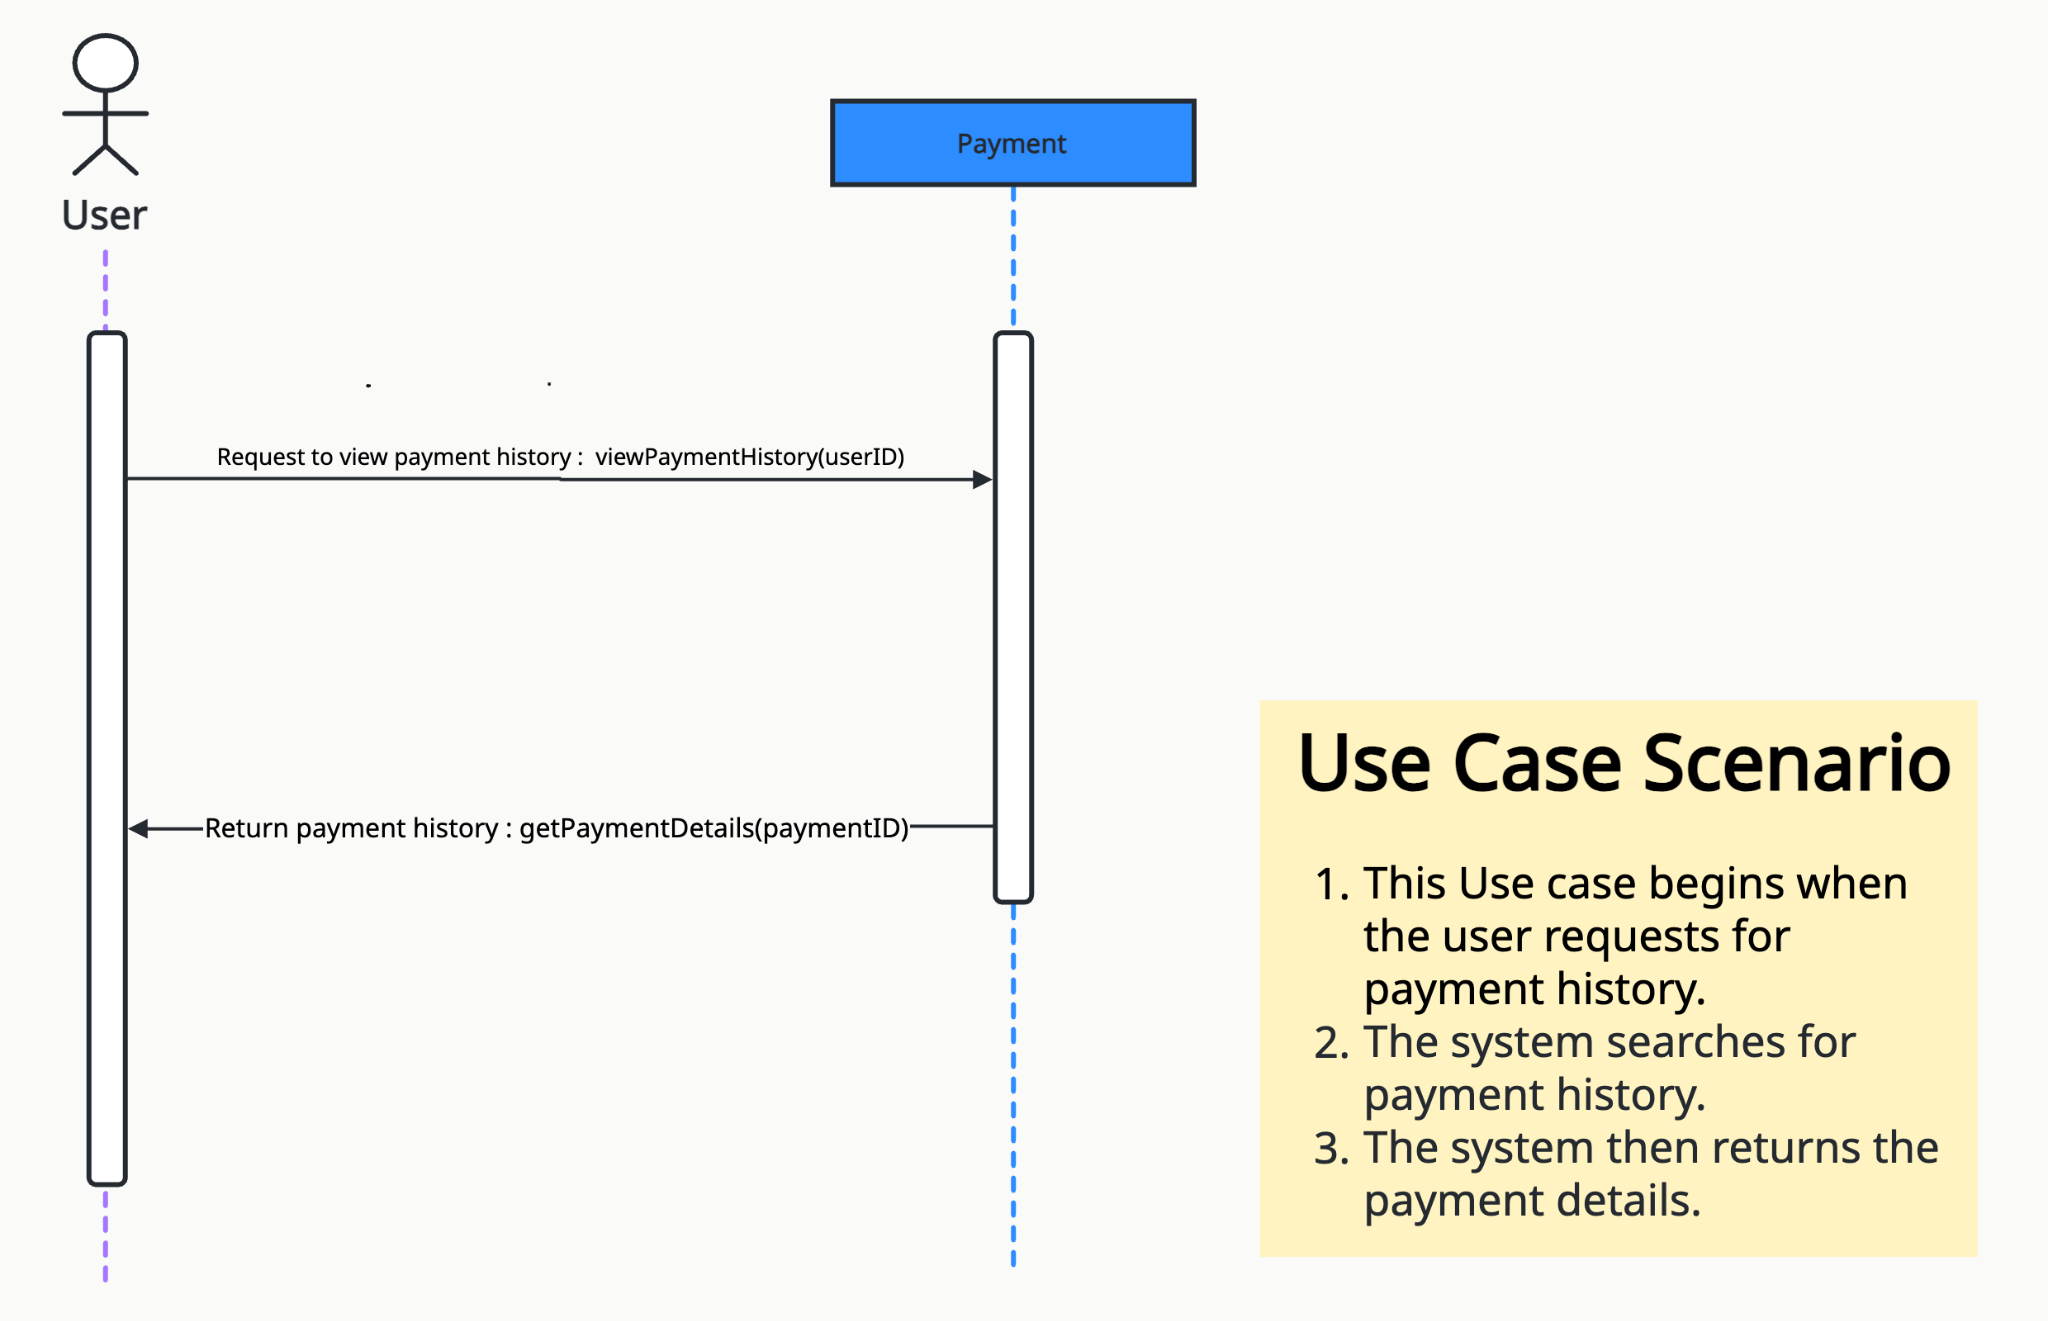 User
Payment
Request to view payment history :  viewPaymentHistory(userID)
Return payment history : getPaymentDetails(paymentID)
Use Case Scenario
1. This Use case begins when
the user requests for
payment history.
2. The system searches for
payment history.
3. The system then returns the
payment details.